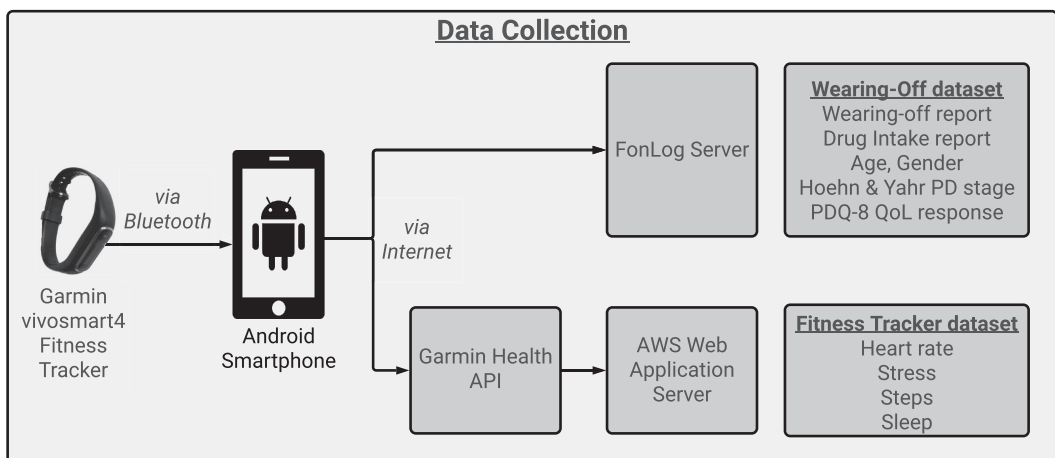 Data Collection
Garmin
vivosmart4
Fitness
Tracker
via
Bluetooth
Android
Smartphone
via
Internet
FonLog Server
Wearing-Off dataset
Wearing-off report
Drug Intake report
Age, Gender
Hoehn & Yahr PD stage
PDQ-8 QoL response
Garmin Health
API
AWS Web
Application
Server
Fitness Tracker dataset
Heart rate
Stress
Steps
Sleep